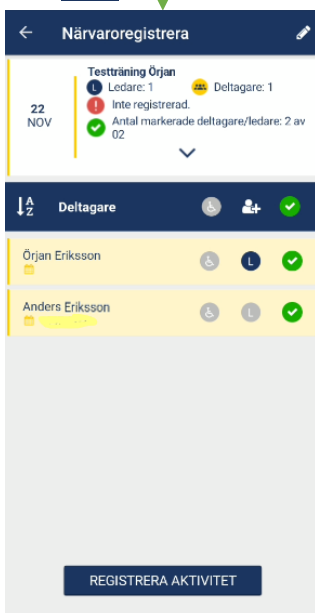 Närvaroregistrera
Testträning Örjan
L Ledare: 1 Deltagare: 1
Inte registrerad.
22
NOV
Antal markerade deltagare/ledare: 2 av
02
A
Z Deltagare
Örjan Eriksson
L
Anders Eriksson
L
REGISTRERA AKTIVITET